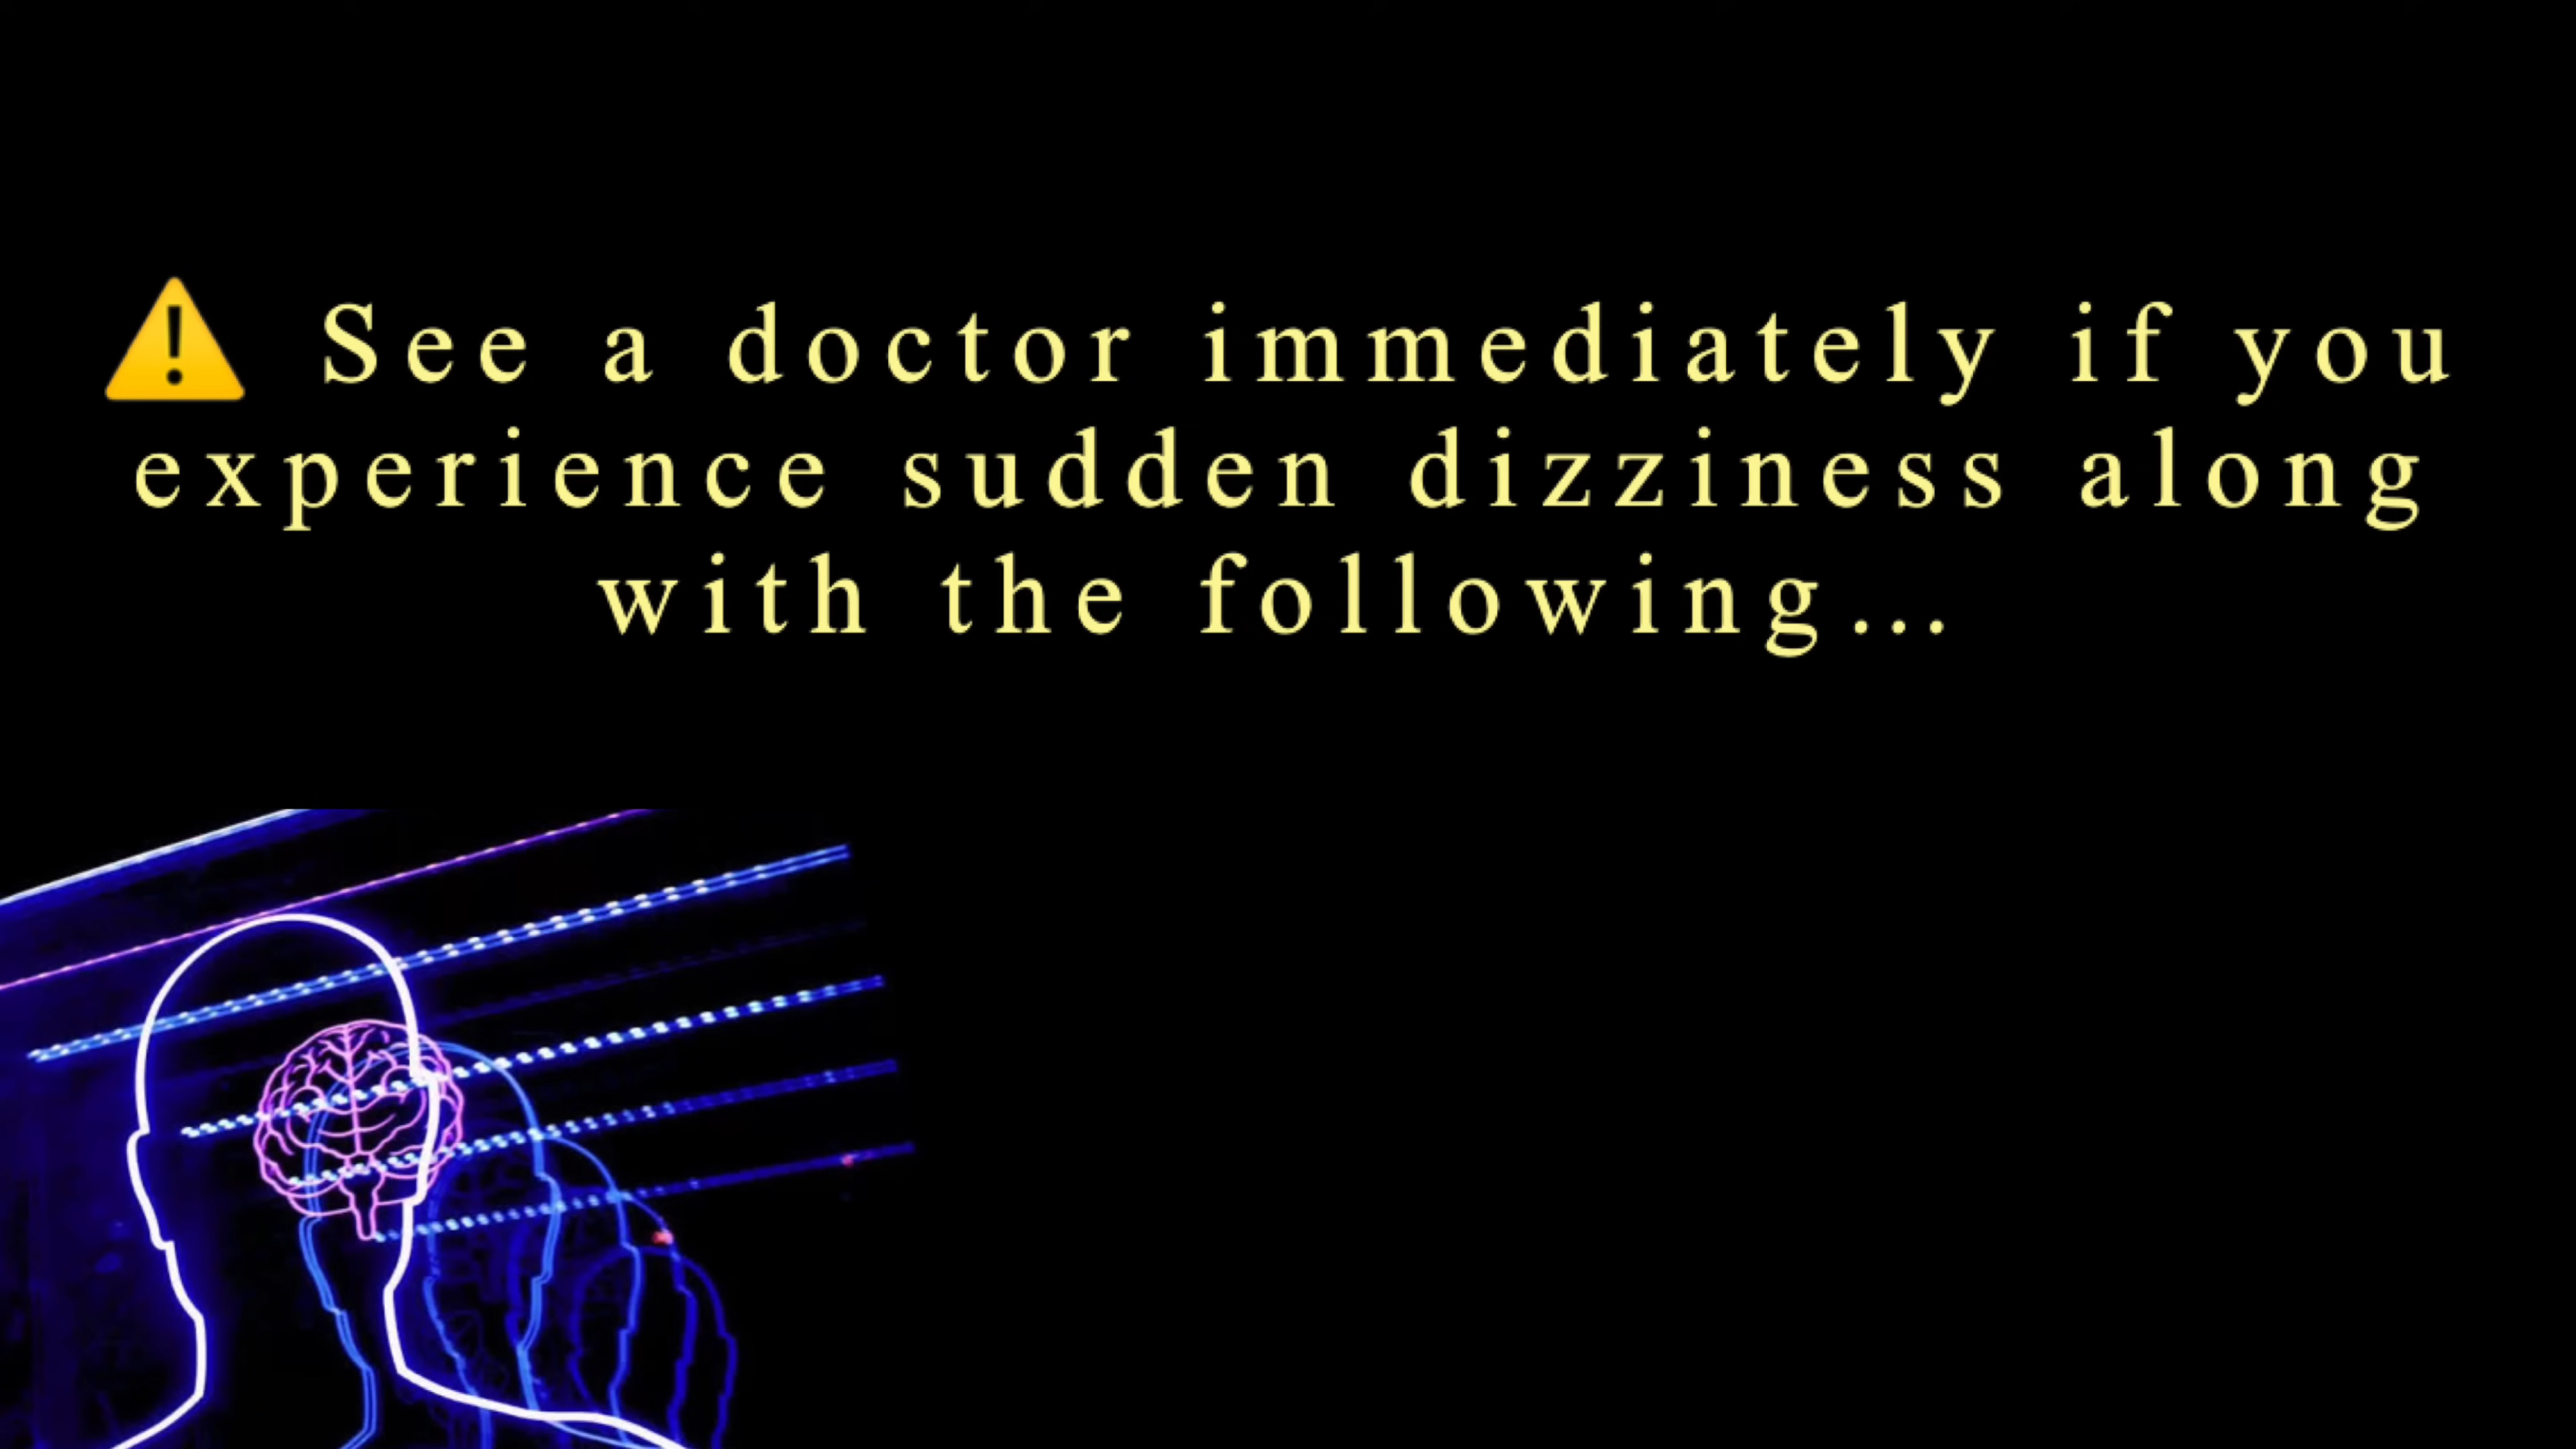 ⚠️ See a doctor immediately if you
experience sudden dizziness along
with the following...